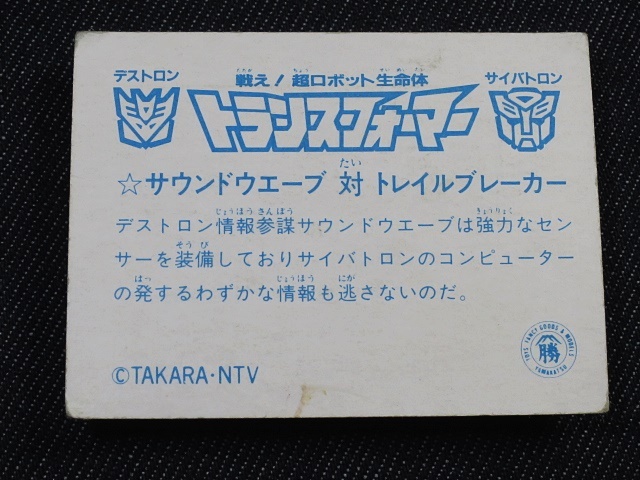 デストロン 戦え！超ロボット生命体 サイバトロン
トランスフォーマー
☆サウンドウエーブ 対 トレイルブレーカー
デストロン情報参謀サウンドウエーブは強力なセン
サーを装備しておりサイバトロンのコンピューター
の発するわずかな情報も逃さないのだ。
©TAKARA・NTV
TOYS FANCY GOODS & MODELS
勝
YAMAKATSU